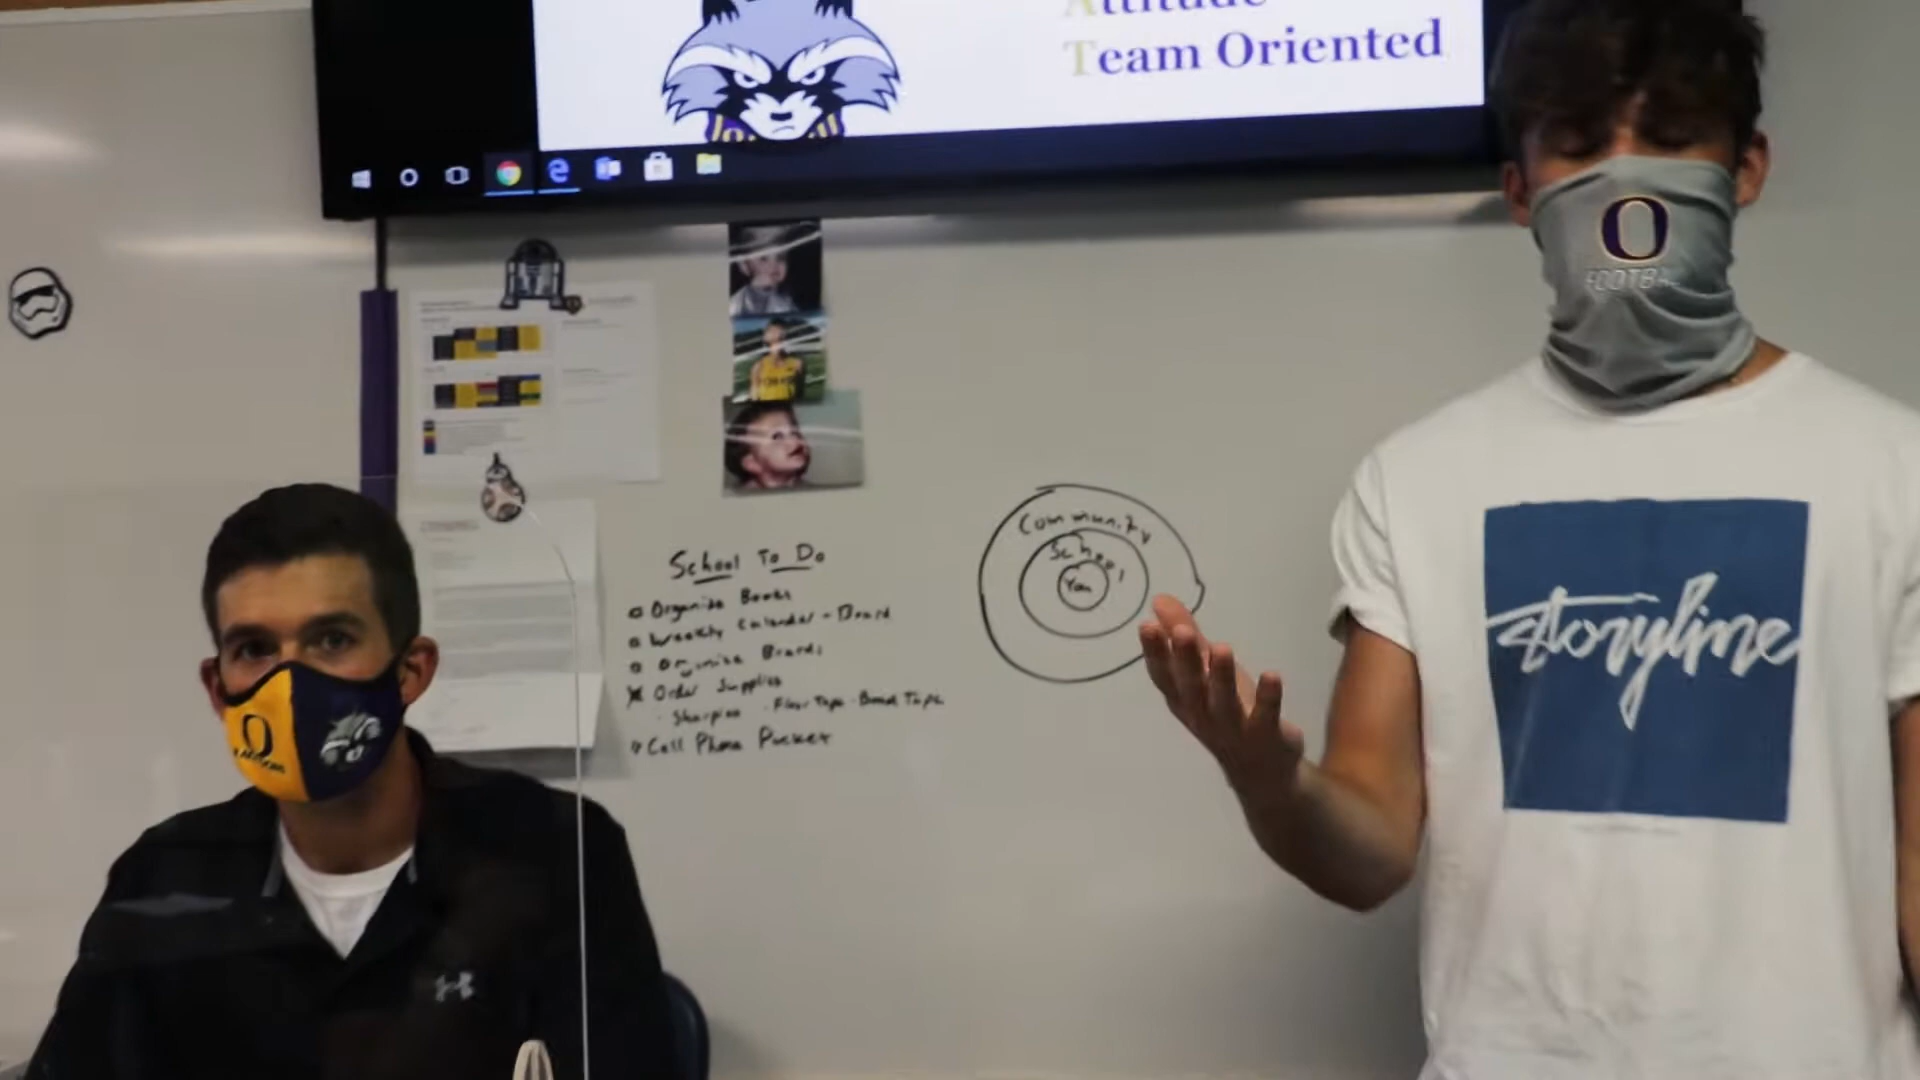 Attitude
Team Oriented
O
FOOTBA
School To Do
Organize Books
Weekly Calendar - Board
Organize Boards
Order Supplies
· Sharpies · Floor Tape · Board Tape
Cell Phone Pocket
Community
School
You
storyline
O